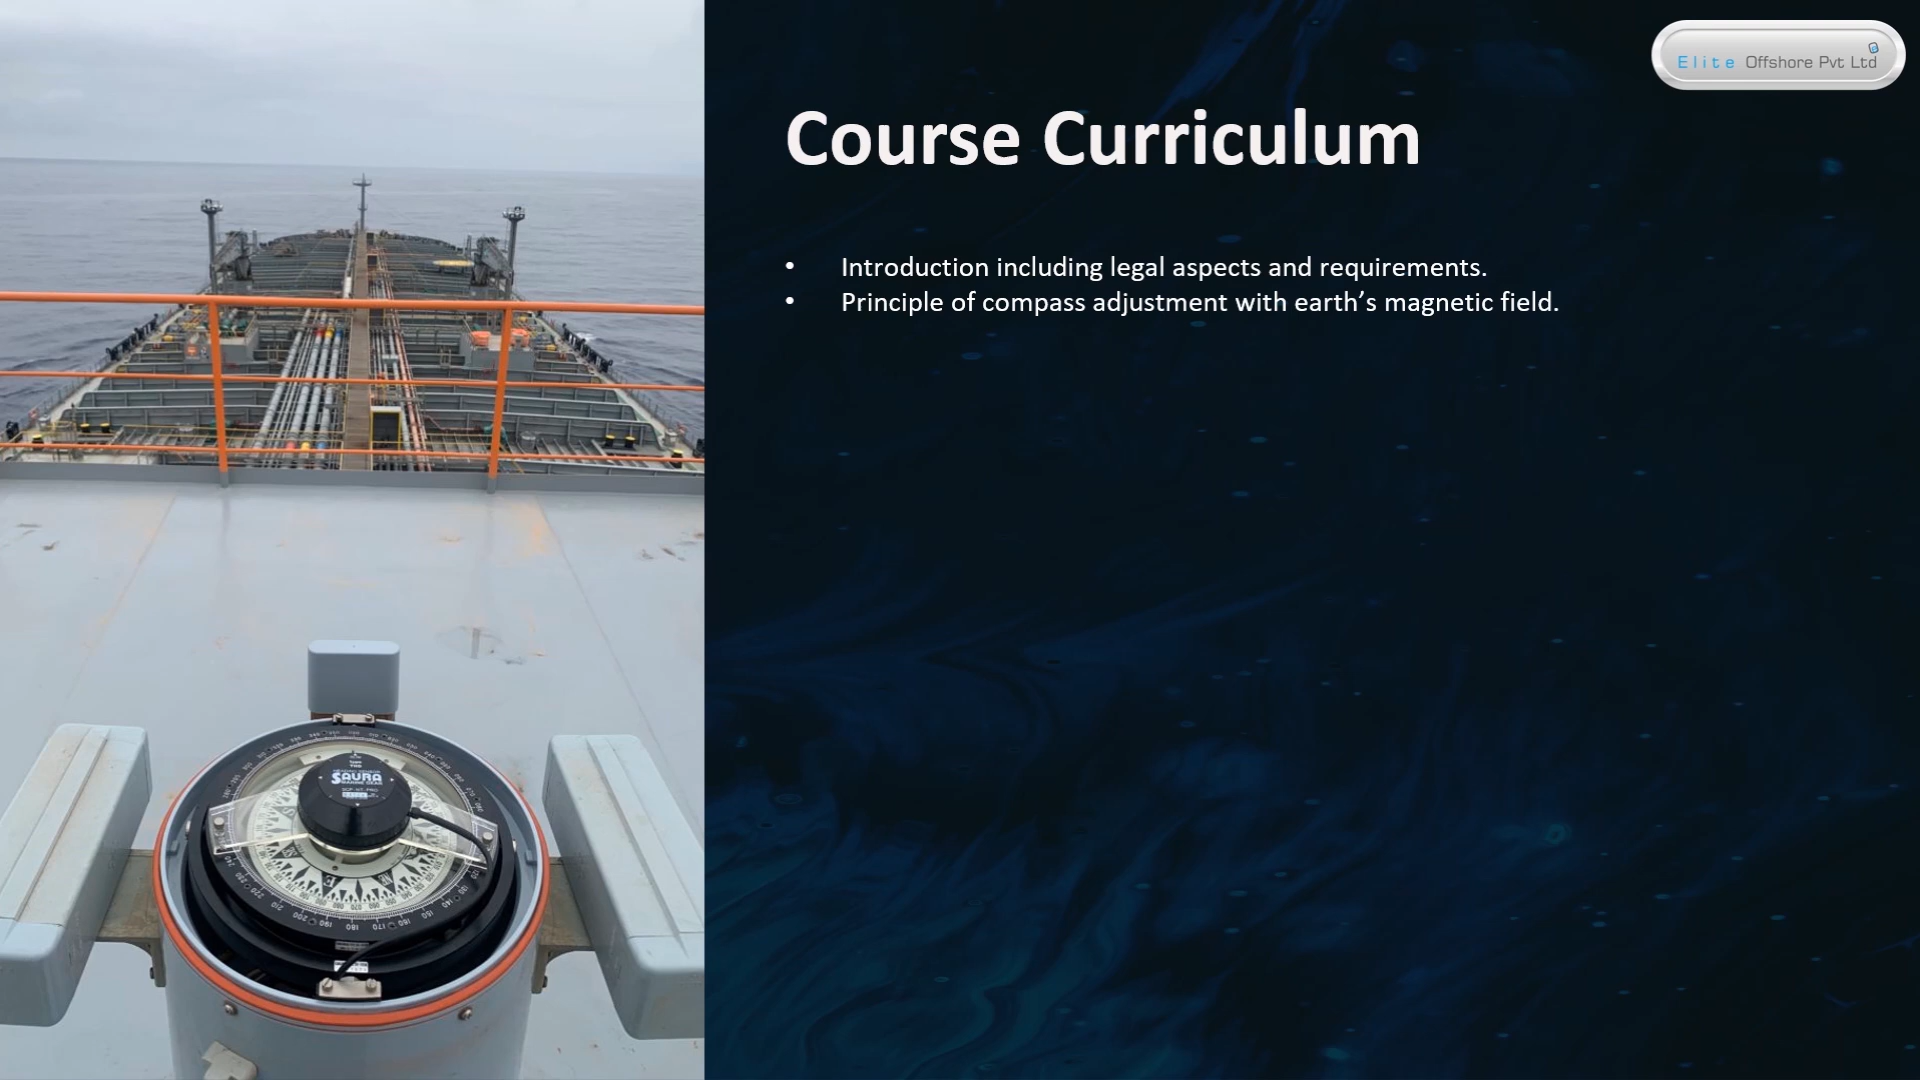 Elite Offshore Pvt Ltd
Course Curriculum
• Introduction including legal aspects and requirements.
• Principle of compass adjustment with earth’s magnetic field.
SAURA